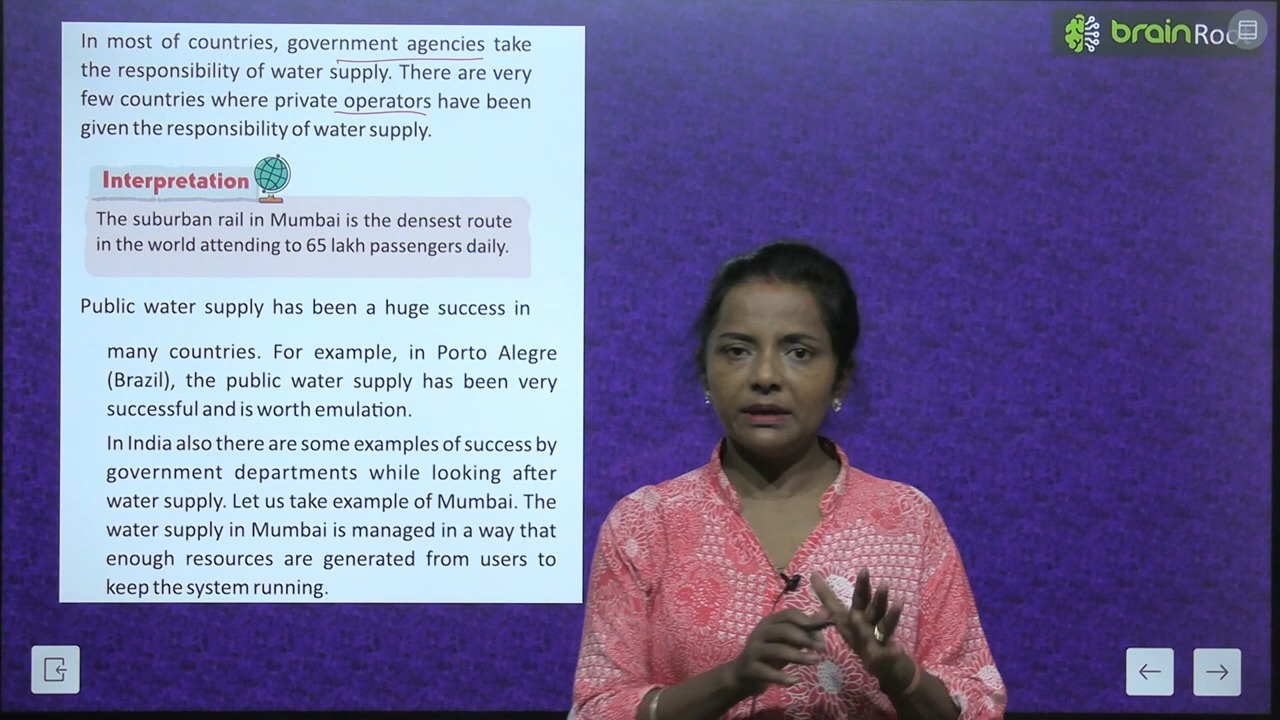 In most of countries, government agencies take
the responsibility of water supply. There are very
few countries where private operators have been
given the responsibility of water supply.
Interpretation
The suburban rail in Mumbai is the densest route
in the world attending to 65 lakh passengers daily.
Public water supply has been a huge success in
many countries. For example, in Porto Alegre
(Brazil), the public water supply has been very
successful and is worth emulation.
In India also there are some examples of success by
government departments while looking after
water supply. Let us take example of Mumbai. The
water supply in Mumbai is managed in a way that
enough resources are generated from users to
keep the system running.
brain